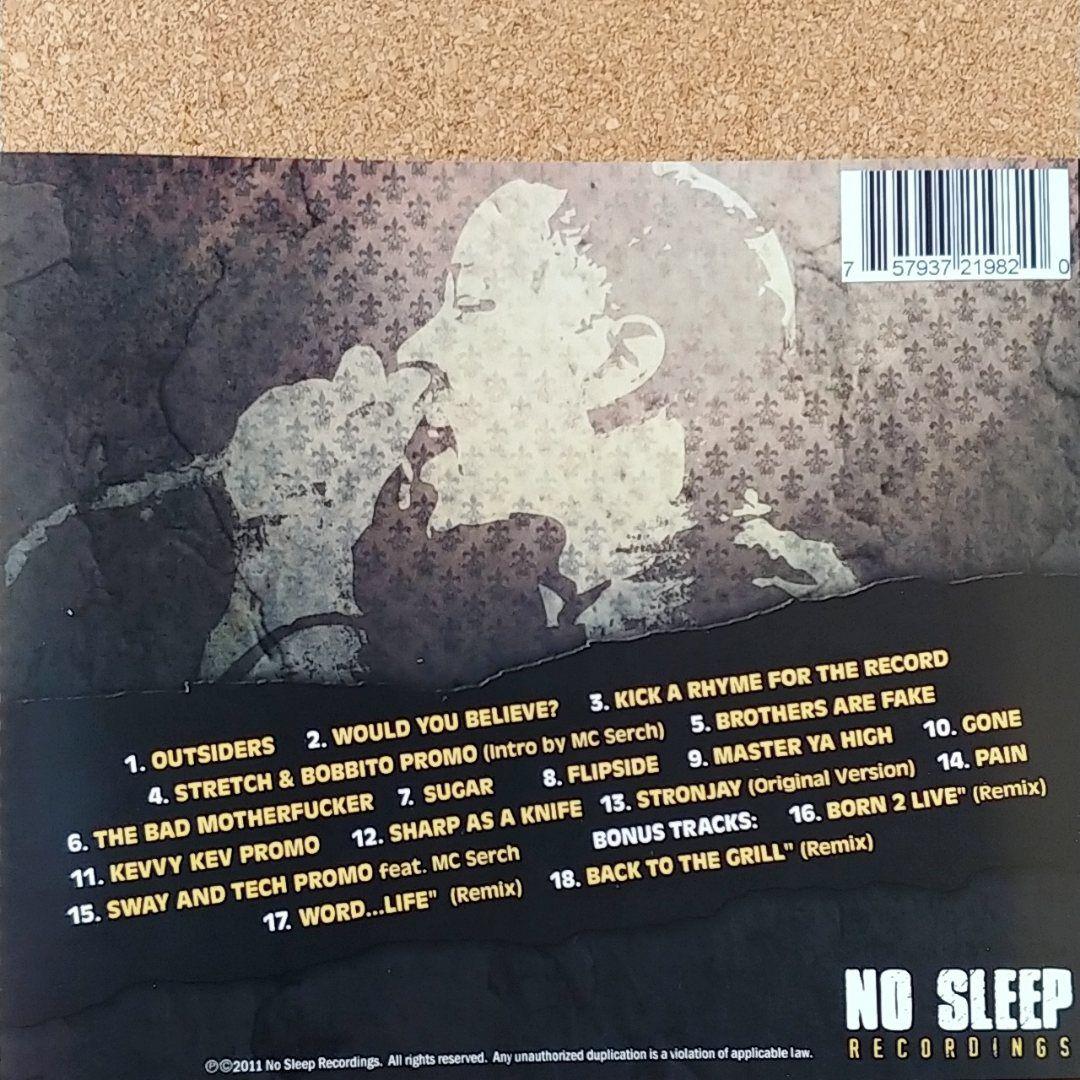 7 57937 21982 0
1. OUTSIDERS 2. WOULD YOU BELIEVE? 3. KICK A RHYME FOR THE RECORD
4. STRETCH & BOBBITO PROMO (Intro by MC Serch) 5. BROTHERS ARE FAKE
6. THE BAD MOTHERFUCKER 7. SUGAR 8. FLIPSIDE 9. MASTER YA HIGH 10. GONE
11. KEVVY KEV PROMO 12. SHARP AS A KNIFE 13. STRONJAY (Original Version) 14. PAIN
15. SWAY AND TECH PROMO feat. MC Serch BONUS TRACKS: 16. BORN 2 LIVE" (Remix)
17. WORD...LIFE" (Remix) 18. BACK TO THE GRILL" (Remix)
NO SLEEP
RECORDINGS
℗©2011 No Sleep Recordings. All rights reserved. Any unauthorized duplication is a violation of applicable law.